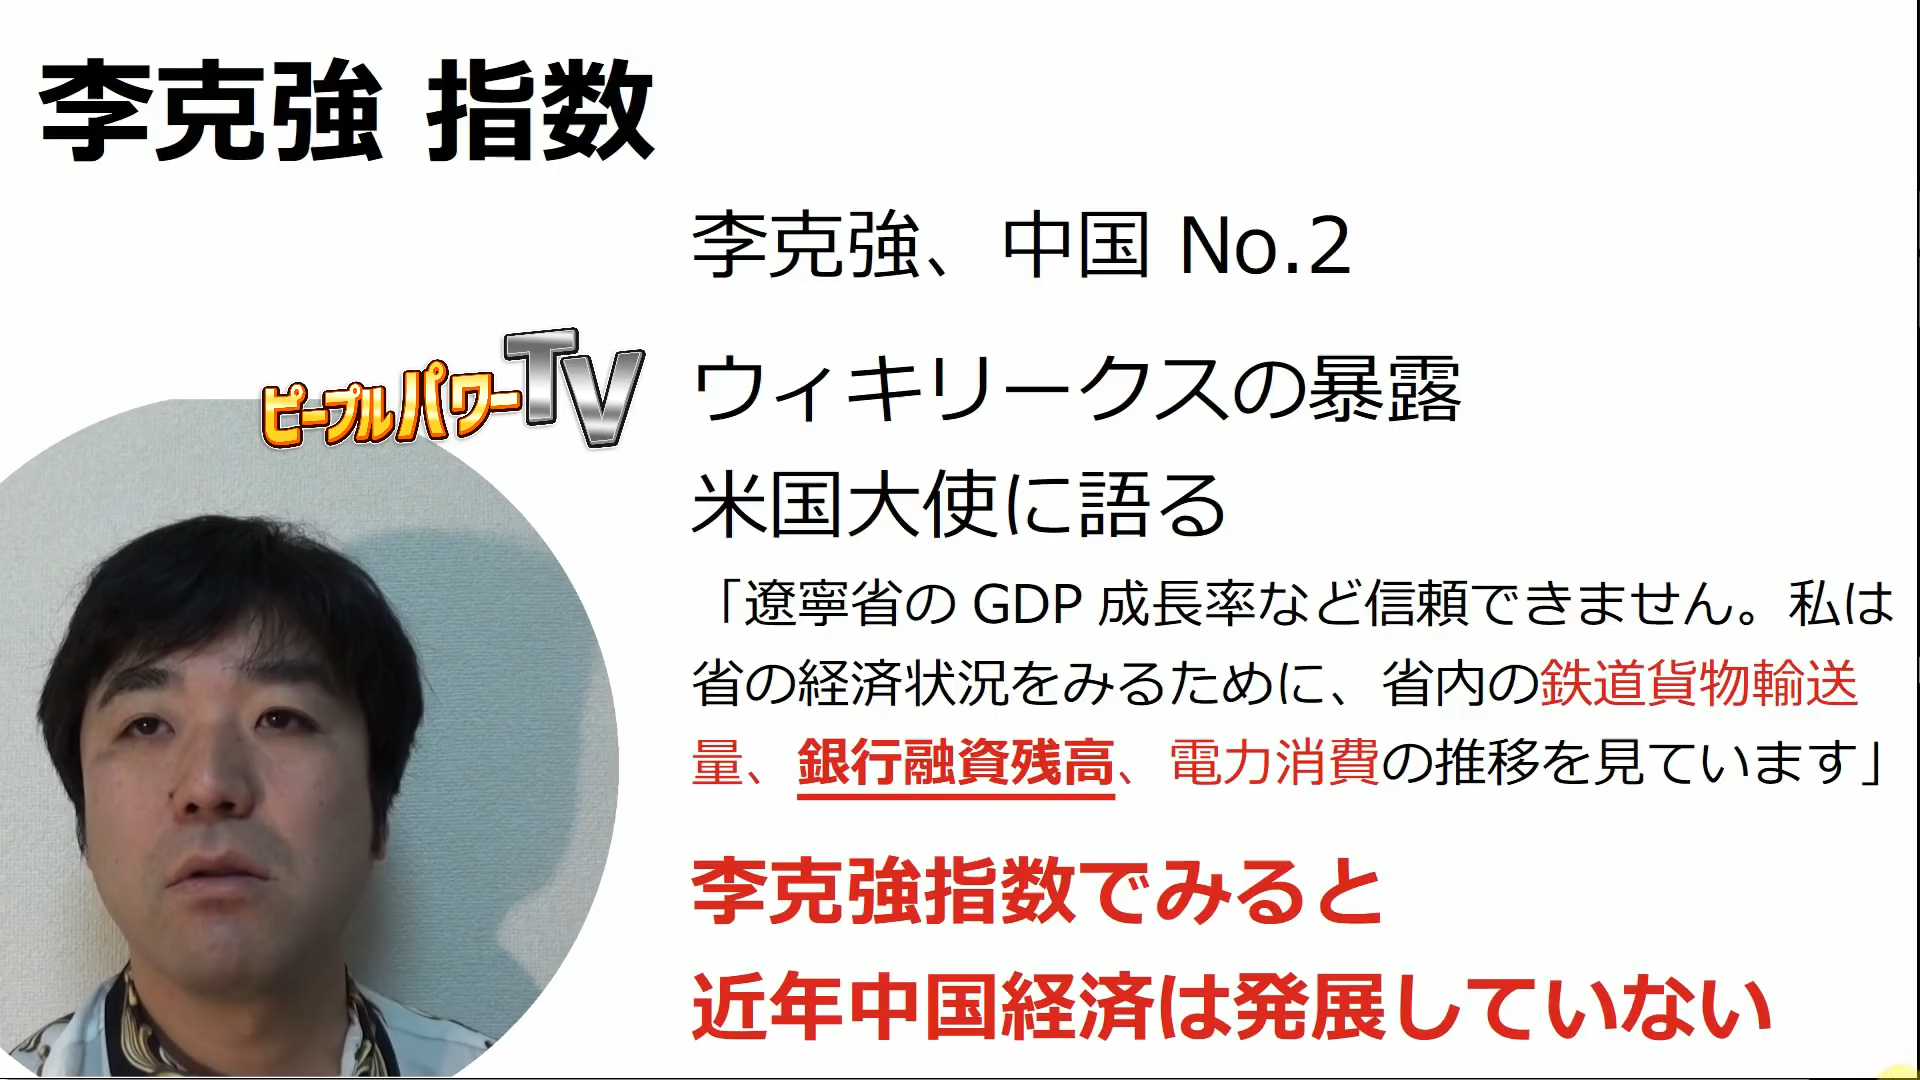 李克強 指数
李克強、中国 No.2
ピープルパワーTV
ウィキリークスの暴露
米国大使に語る
「遼寧省の GDP 成長率など信頼できません。私は
省の経済状況をみるために、省内の鉄道貨物輸送
量、銀行融資残高、電力消費の推移を見ています」
李克強指数でみると
近年中国経済は発展していない